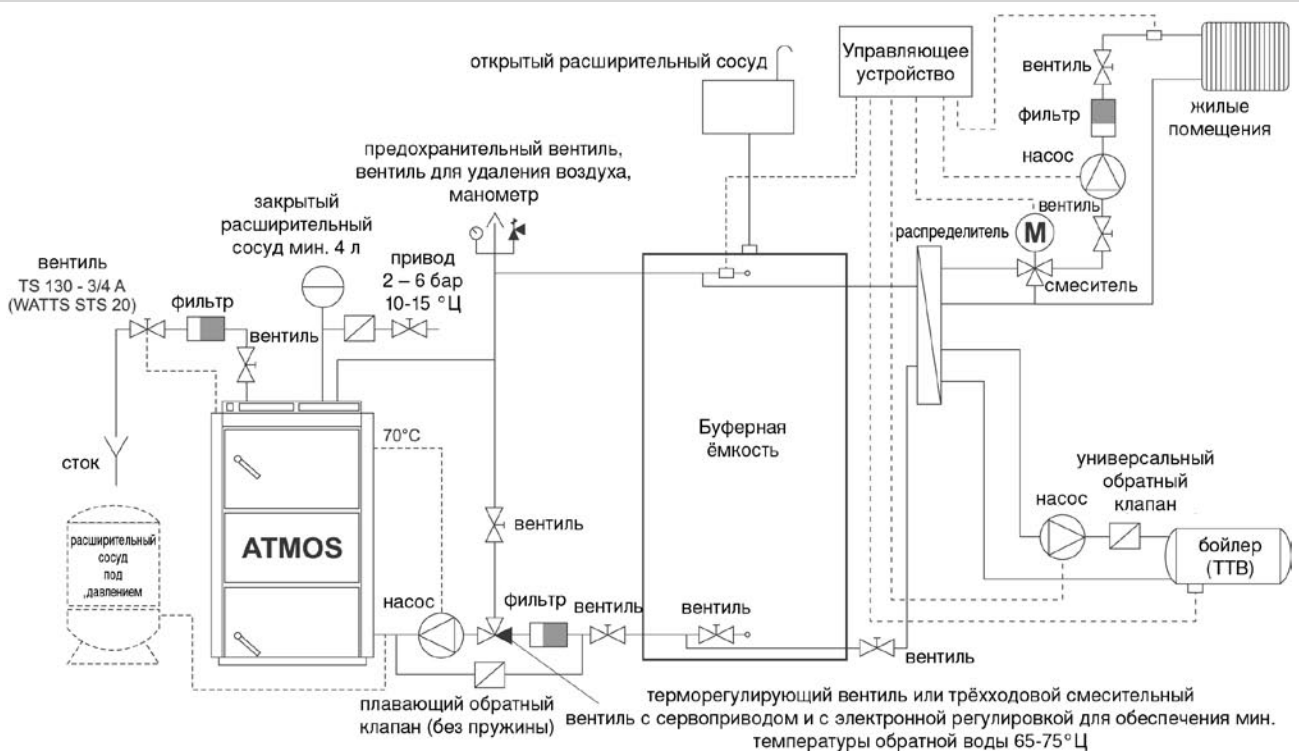 открытый расширительный сосуд
Управляющее
устройство
вентиль
фильтр
насос
жилые
помещения
предохранительный вентиль,
вентиль для удаления воздуха,
манометр
закрытый
расширительный
сосуд мин. 4 л
привод
2 – 6 бар
10-15 °Ц
вентиль
TS 130 - 3/4 A
(WATTS STS 20)
фильтр
вентиль
вентиль
распределитель
M
смеситель
сток
70°C
Буферная
ёмкость
универсальный
обратный
клапан
насос
бойлер
(ТТВ)
расширительный
сосуд
под
,давлением
ATMOS
вентиль
насос
фильтр
вентиль
вентиль
вентиль
плавающий обратный
клапан (без пружины)
терморегулирующий вентиль или трёхходовой смесительный
вентиль с сервоприводом и с электронной регулировкой для обеспечения мин.
температуры обратной воды 65-75°Ц